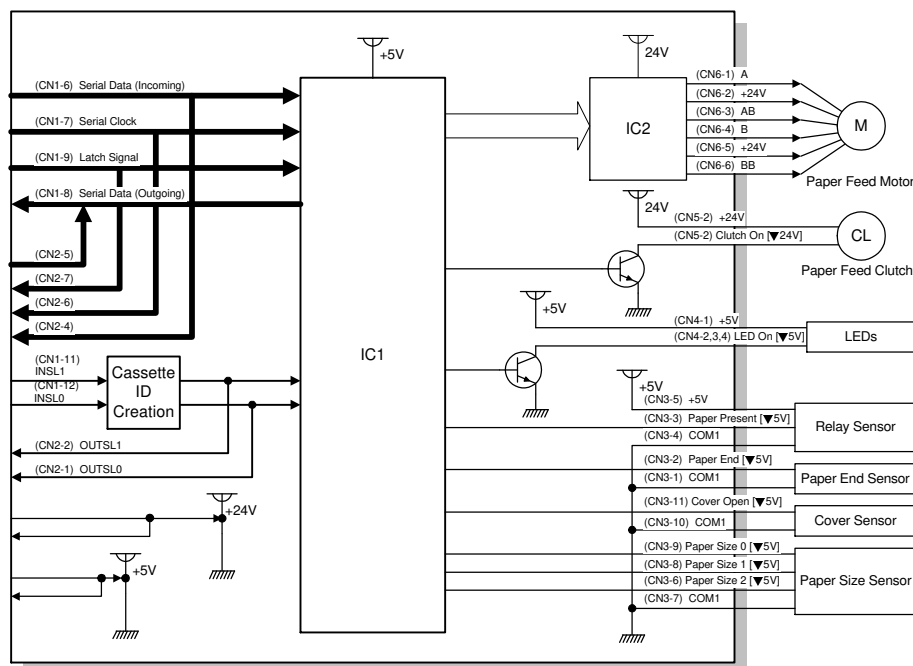 +5V
24V
(CN1-6) Serial Data (Incoming)
(CN1-7) Serial Clock
(CN1-9) Latch Signal
(CN1-8) Serial Data (Outgoing)
(CN2-5)
(CN2-7)
(CN2-6)
(CN2-4)
(CN1-11)
INSL1
(CN1-12)
INSL0
Cassette
ID
Creation
(CN2-2) OUTSL1
(CN2-1) OUTSL0
+24V
+5V
IC1
IC2
(CN6-1) A
(CN6-2) +24V
(CN6-3) AB
(CN6-4) B
(CN6-5) +24V
(CN6-6) BB
M
Paper Feed Motor
24V
(CN5-2) +24V
(CN5-2) Clutch On [▼24V]
CL
Paper Feed Clutch
+5V
(CN4-1) +5V
(CN4-2,3,4) LED On [▼5V]
LEDs
+5V
(CN3-5) +5V
(CN3-3) Paper Present [▼5V]
(CN3-4) COM1
Relay Sensor
(CN3-2) Paper End [▼5V]
(CN3-1) COM1
Paper End Sensor
(CN3-11) Cover Open [▼5V]
(CN3-10) COM1
Cover Sensor
(CN3-9) Paper Size 0 [▼5V]
(CN3-8) Paper Size 1 [▼5V]
(CN3-6) Paper Size 2 [▼5V]
(CN3-7) COM1
Paper Size Sensor